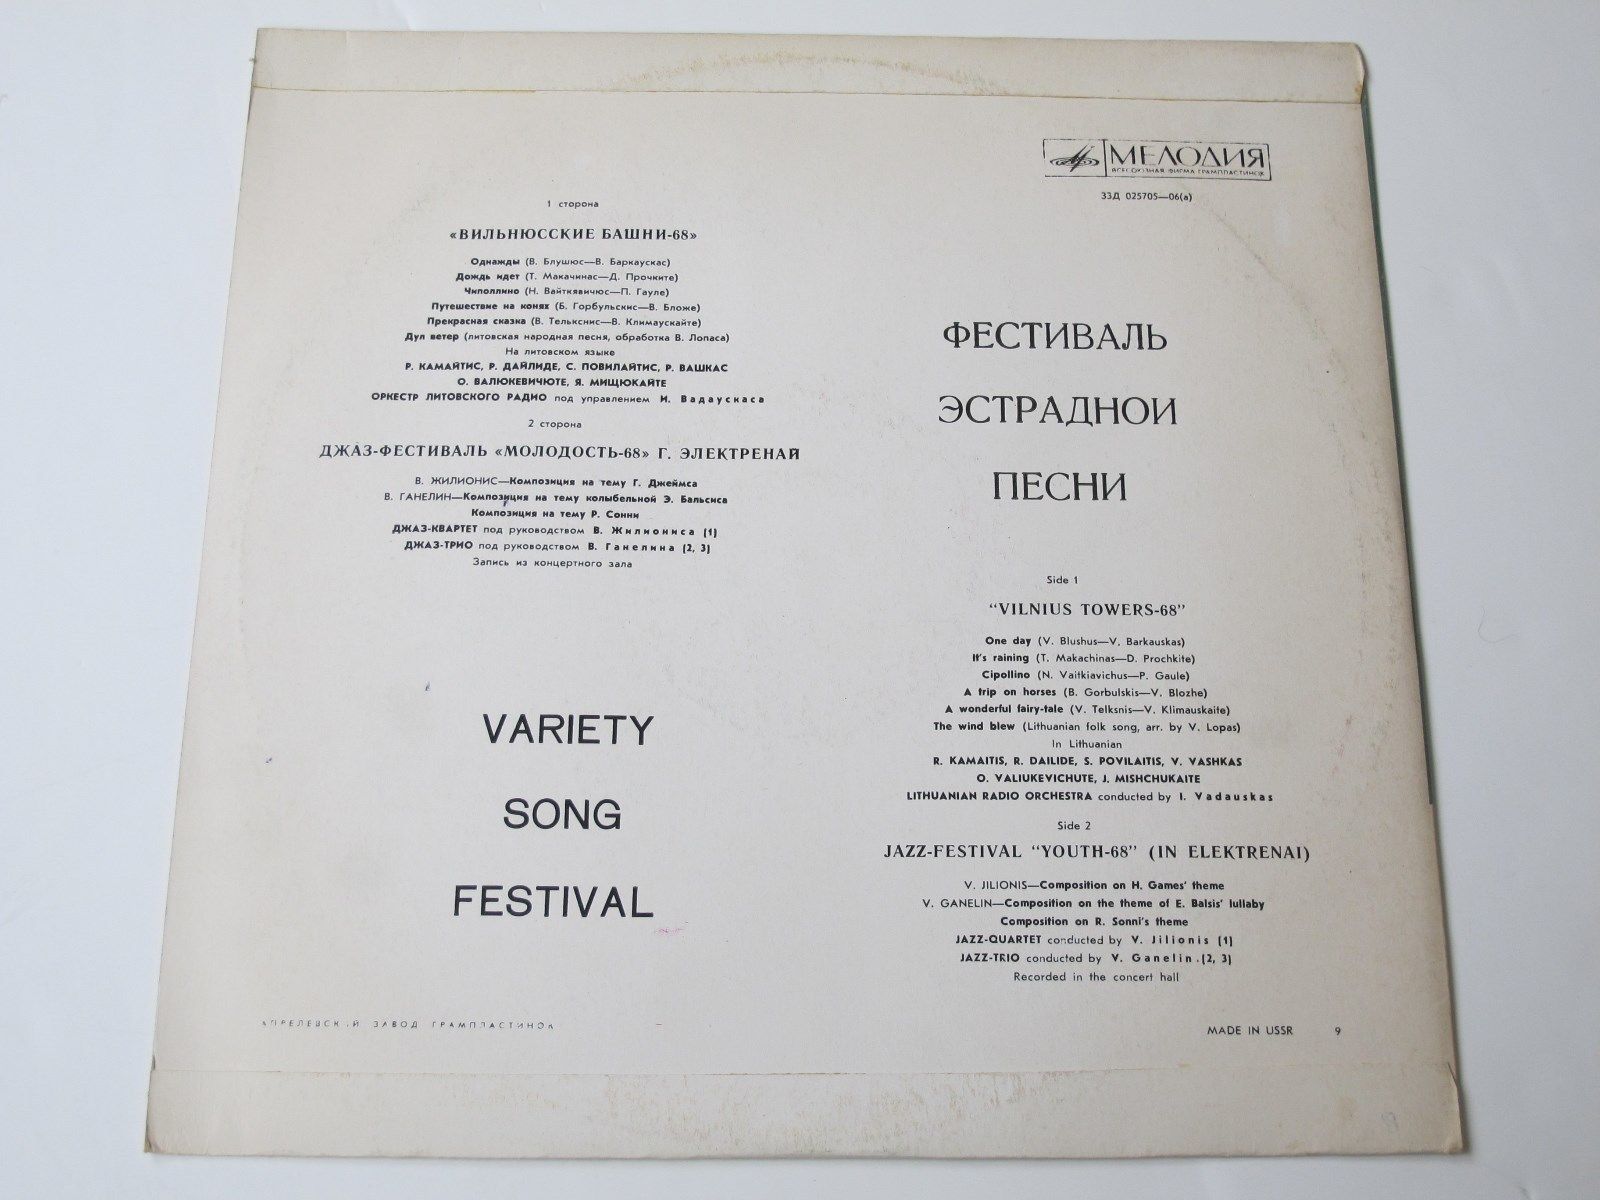 МЕЛОДИЯ
ВСЕСОЮЗНАЯ ФИРМА ГРАМПЛАСТИНОК
33Д 025705—06(а)
1 сторона
«ВИЛЬНЮССКИЕ БАШНИ-68»
Однажды (В. Блушюс—В. Баркаускас)
Дождь идет (Т. Макачинас—Д. Прочките)
Чиполлино (Н. Вайткявичюс—П. Гауле)
Путешествие на конях (Б. Горбульскис—В. Бложе)
Прекрасная сказка (В. Телькснис—В. Климаускайте)
Дул ветер (литовская народная песня, обработка В. Лопаса)
На литовском языке
Р. КАМАЙТИС, Р. ДАЙЛИДЕ, С. ПОВИЛАЙТИС, Р. ВАШКАС
О. ВАЛЮКЕВИЧЮТЕ, Я. МИЩЮКАЙТЕ
ОРКЕСТР ЛИТОВСКОГО РАДИО под управлением И. Вадаускаса
2 сторона
ДЖАЗ-ФЕСТИВАЛЬ «МОЛОДОСТЬ-68» Г. ЭЛЕКТРЕНАЙ
В. ЖИЛИОНИС—Композиция на тему Г. Джеймса
В. ГАНЕЛИН—Композиция на тему колыбельной Э. Бальсиса
Композиция на тему Р. Сонни
ДЖАЗ-КВАРТЕТ под руководством В. Жилиониса (1)
ДЖАЗ-ТРИО под руководством В. Ганелина (2, 3)
Запись из концертного зала
ФЕСТИВАЛЬ
ЭСТРАДНОИ
ПЕСНИ
VARIETY
SONG
FESTIVAL
Side 1
"VILNIUS TOWERS-68"
One day (V. Blushus—V. Barkauskas)
It's raining (T. Makachinas—D. Prochkite)
Cipollino (N. Vaitkiavichus—P. Gaule)
A trip on horses (B. Gorbulskis—V. Blozhe)
A wonderful fairy-tale (V. Telksnis—V. Klimauskaite)
The wind blew (Lithuanian folk song, arr. by V. Lopas)
In Lithuanian
R. KAMAITIS, R. DAILIDE, S. POVILAITIS, V. VASHKAS
O. VALIUKEVICHUTE, J. MISHCHUKAITE
LITHUANIAN RADIO ORCHESTRA conducted by I. Vadauskas
Side 2
JAZZ-FESTIVAL "YOUTH-68" (IN ELEKTRENAI)
V. JILIONIS—Composition on H. Games' theme
V. GANELIN—Composition on the theme of E. Balsis' lullaby
Composition on R. Sonni's theme
JAZZ-QUARTET conducted by V. Jilionis (1)
JAZZ-TRIO conducted by V. Ganelin.(2, 3)
Recorded in the concert hall
АПРЕЛЕВСКИЙ ЗАВОД ГРАМПЛАСТИНОК
MADE IN USSR 9